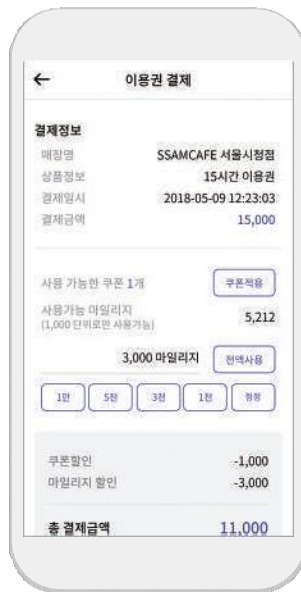 ← 이용권 결제
결제정보
매장명 SSAMCAFE 서울시청점
상품정보 15시간 이용권
결제일시 2018-05-09 12:23:03
결제금액 15,000
사용 가능한 쿠폰 1개 쿠폰적용
사용가능 마일리지 5,212
(1,000 단위로만 사용가능)
3,000 마일리지 전액사용
1만 5천 3천 1천 정정
쿠폰할인 -1,000
마일리지 할인 -3,000
총 결제금액 11,000